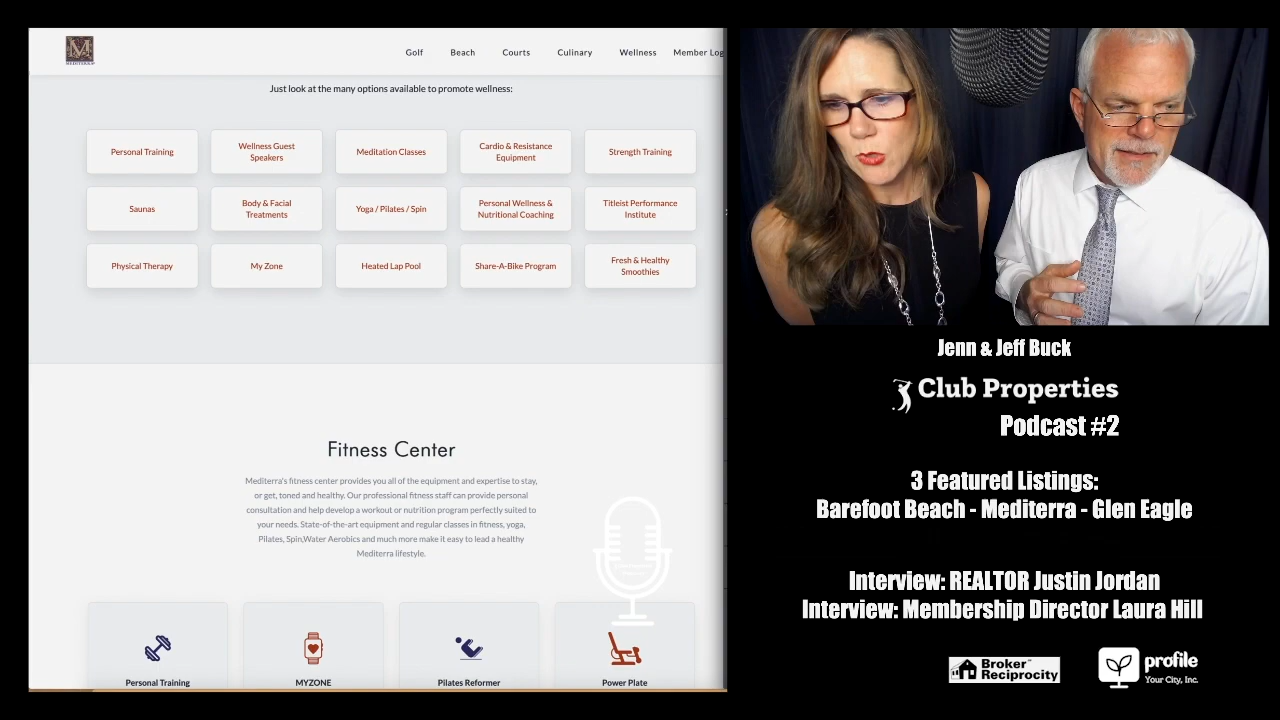 M
MEDITERRA
Golf
Beach
Courts
Culinary
Wellness
Member Log
Just look at the many options available to promote wellness:
Personal Training
Wellness Guest
Speakers
Meditation Classes
Cardio & Resistance
Equipment
Strength Training
Saunas
Body & Facial
Treatments
Yoga / Pilates / Spin
Personal Wellness &
Nutritional Coaching
Titleist Performance
Institute
Physical Therapy
My Zone
Heated Lap Pool
Share-A-Bike Program
Fresh & Healthy
Smoothies
Fitness Center
Mediterra's fitness center provides you all of the equipment and expertise to stay,
or get, toned and healthy. Our professional fitness staff can provide personal
consultation and help develop a workout or nutrition program perfectly suited to
your needs. State-of-the-art equipment and regular classes in fitness, yoga,
Pilates, Spin,Water Aerobics and much more make it easy to lead a healthy
Mediterra lifestyle.
Personal Training
MYZONE
Pilates Reformer
Power Plate
Jenn & Jeff Buck
Club Properties
Podcast #2
3 Featured Listings:
Barefoot Beach - Mediterra - Glen Eagle
Interview: REALTOR Justin Jordan
Interview: Membership Director Laura Hill
Broker™
Reciprocity
profile
Your City, Inc.